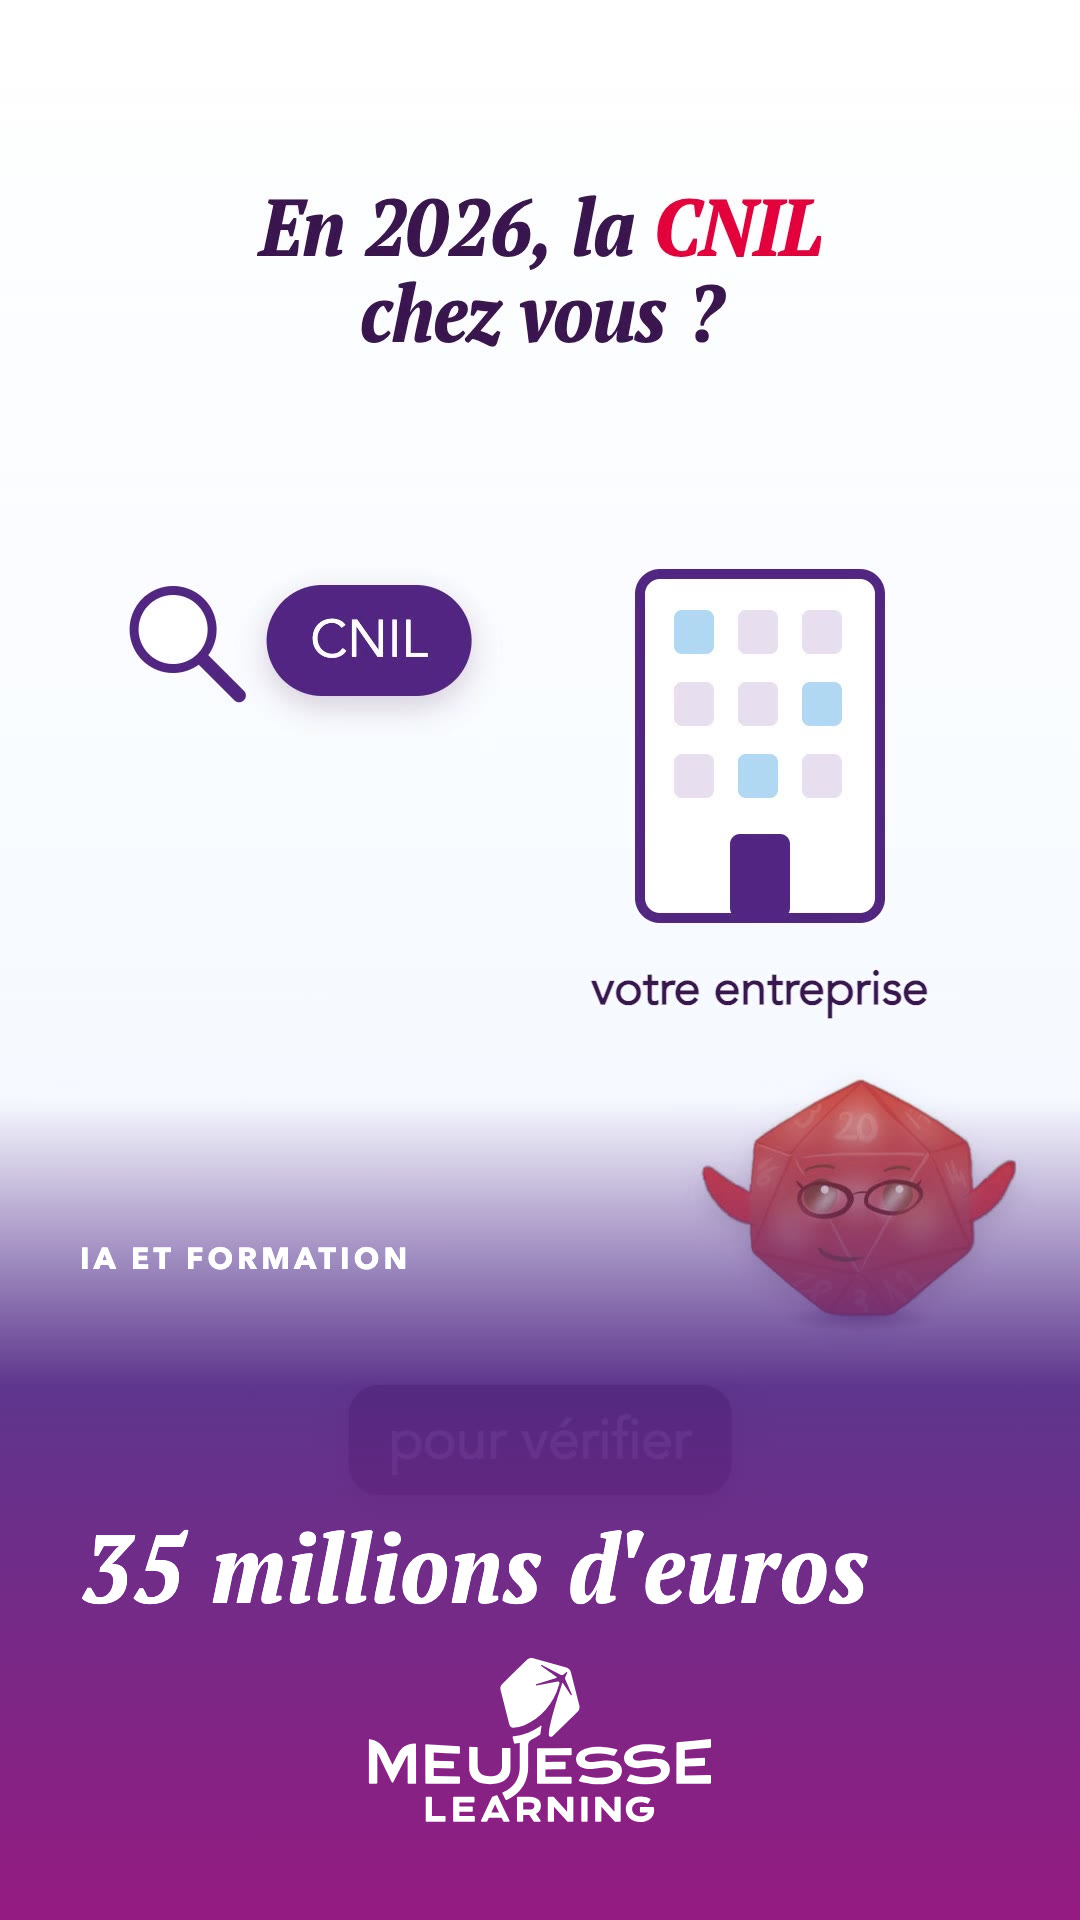 En 2026, la CNIL
chez vous ?
CNIL
votre entreprise
20
IA ET FORMATION
pour vérifier
35 millions d'euros
MEUJESSE
LEARNING